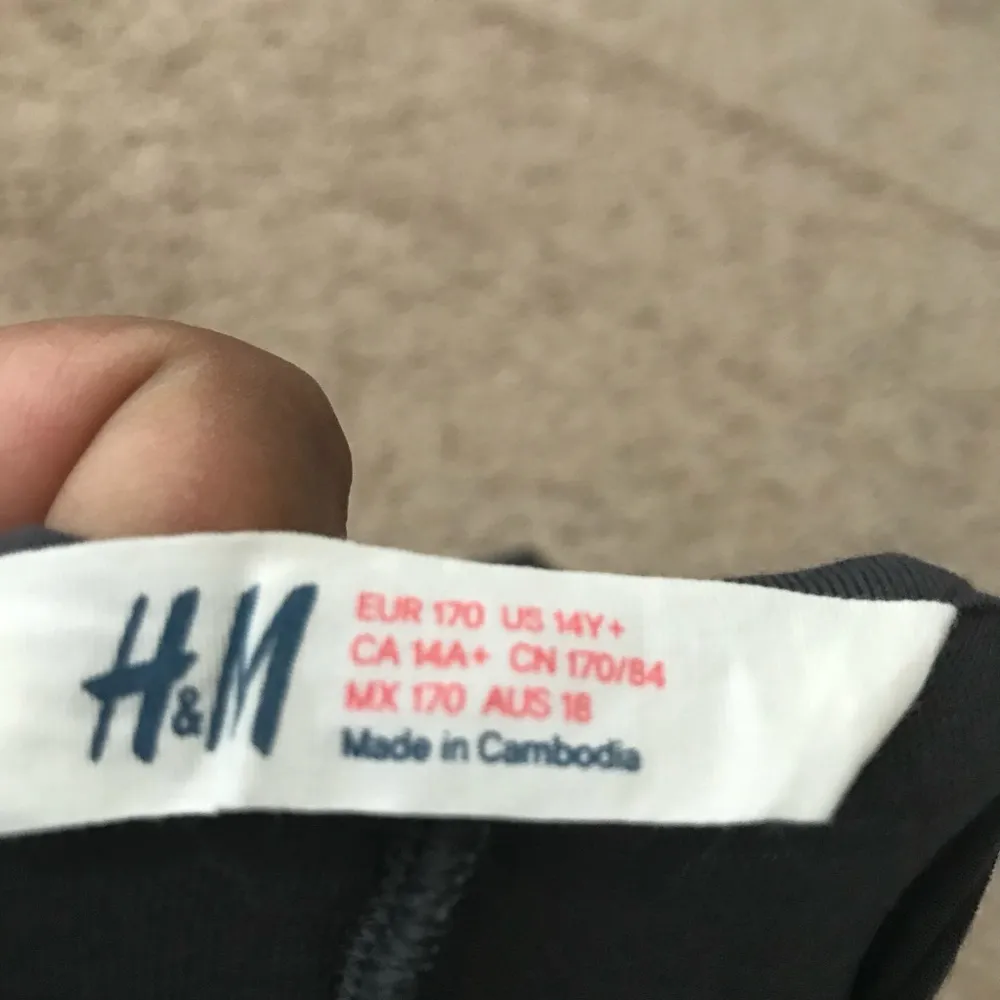 H&M
EUR 170 US 14Y+
CA 14A+ CN 170/84
MX 170 AUS 18
Made in Cambodia